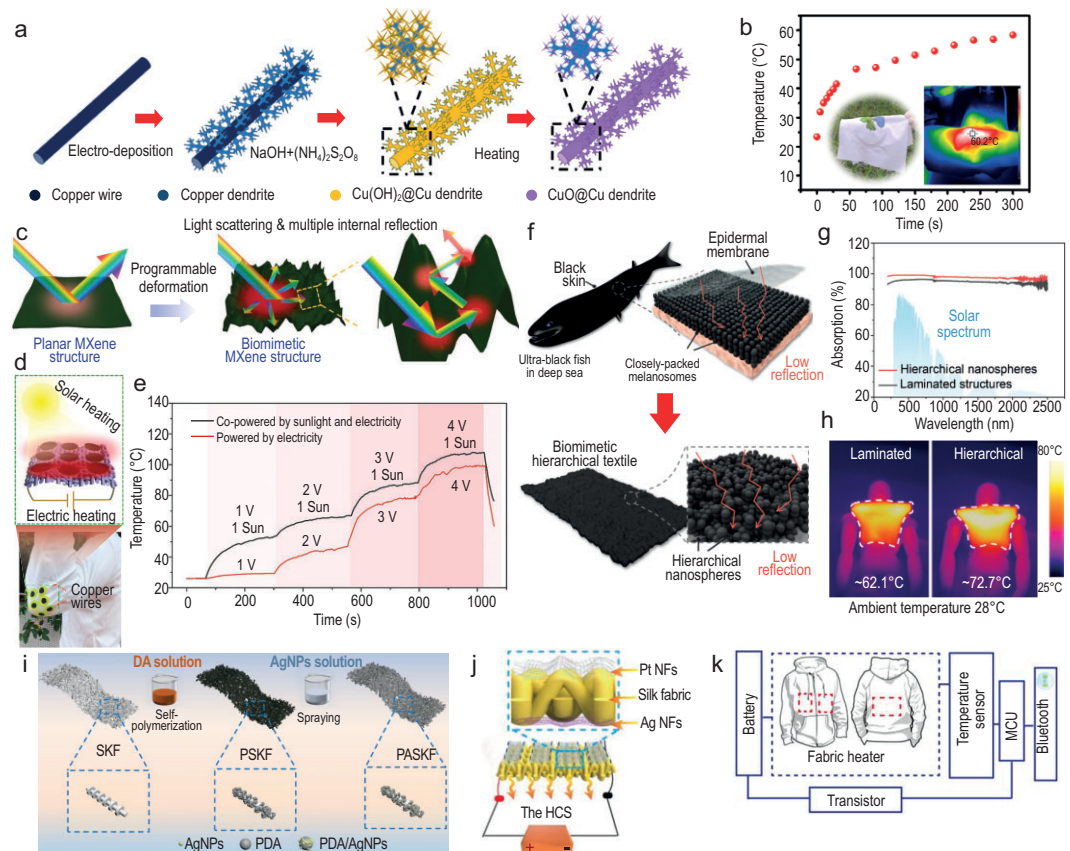 a
Electro-deposition
NaOH+(NH₄)₂S₂O₈
Heating
Copper wire
Copper dendrite
Cu(OH)₂@Cu dendrite
CuO@Cu dendrite
b
Temperature (°C)
60
50
40
30
20
10
0
60.2°C
0 50 100 150 200 250 300
Time (s)
c
Light scattering & multiple internal reflection
Programmable
deformation
Planar MXene
structure
Biomimetic
MXene structure
d
Solar heating
Electric heating
Copper
wires
e
Temperature (°C)
140
120
100
80
60
40
20
Co-powered by sunlight and electricity
Powered by electricity
1 V
1 Sun
2 V
1 Sun
3 V
1 Sun
4 V
1 Sun
1 V
2 V
3 V
4 V
0 200 400 600 800 1000
Time (s)
f
Black
skin
Epidermal
membrane
Ultra-black fish
in deep sea
Closely-packed
melanosomes
Low
reflection
Biomimetic
hierarchical textile
Hierarchical
nanospheres
Low
reflection
g
Absorption (%)
100
80
60
40
20
0
Solar
spectrum
Hierarchical nanospheres
Laminated structures
0 500 1000 1500 2000 2500
Wavelength (nm)
h
Laminated
Hierarchical
~62.1°C
~72.7°C
80°C
25°C
Ambient temperature 28°C
i
DA solution
AgNPs solution
Self-
polymerization
Spraying
SKF
PSKF
PASKF
AgNPs
PDA
PDA/AgNPs
j
Pt NFs
Silk fabric
Ag NFs
The HCS
+ -
k
Battery
Fabric heater
Temperature
sensor
MCU
Bluetooth
Transistor